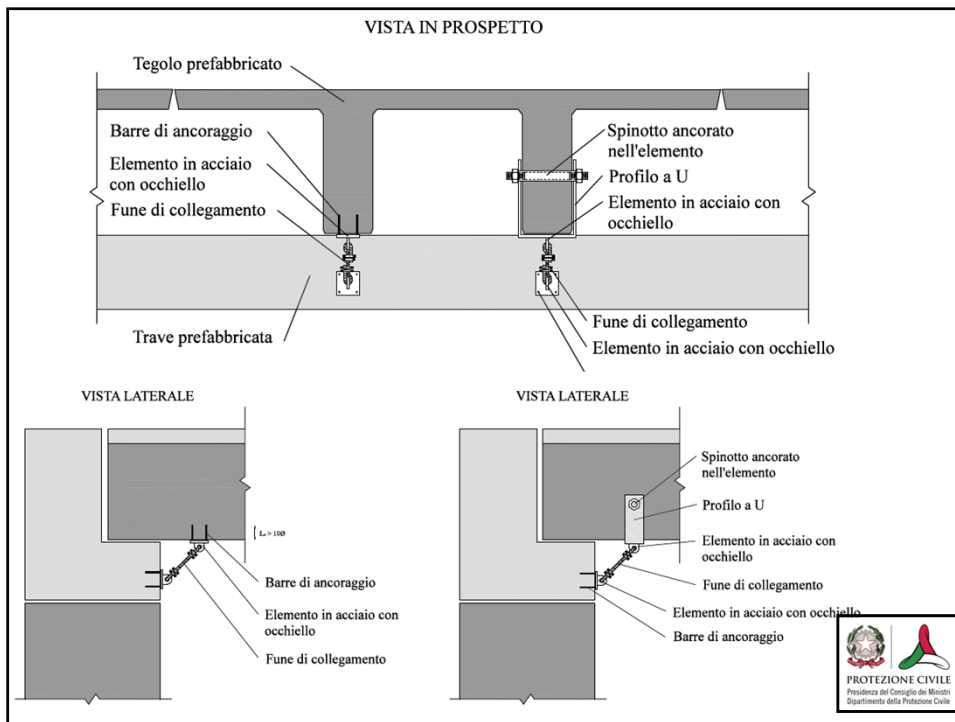 VISTA IN PROSPETTO
Tegolo prefabbricato
Barre di ancoraggio
Elemento in acciaio
con occhiello
Fune di collegamento
Trave prefabbricata
Spinotto ancorato
nell'elemento
Profilo a U
Elemento in acciaio con
occhiello
Fune di collegamento
Elemento in acciaio con occhiello
VISTA LATERALE
Lₐ > 10Ø
Barre di ancoraggio
Elemento in acciaio con
occhiello
Fune di collegamento
VISTA LATERALE
Spinotto ancorato
nell'elemento
Profilo a U
Elemento in acciaio con
occhiello
Fune di collegamento
Elemento in acciaio con occhiello
Barre di ancoraggio
PROTEZIONE CIVILE
Presidenza del Consiglio dei Ministri
Dipartimento della Protezione Civile